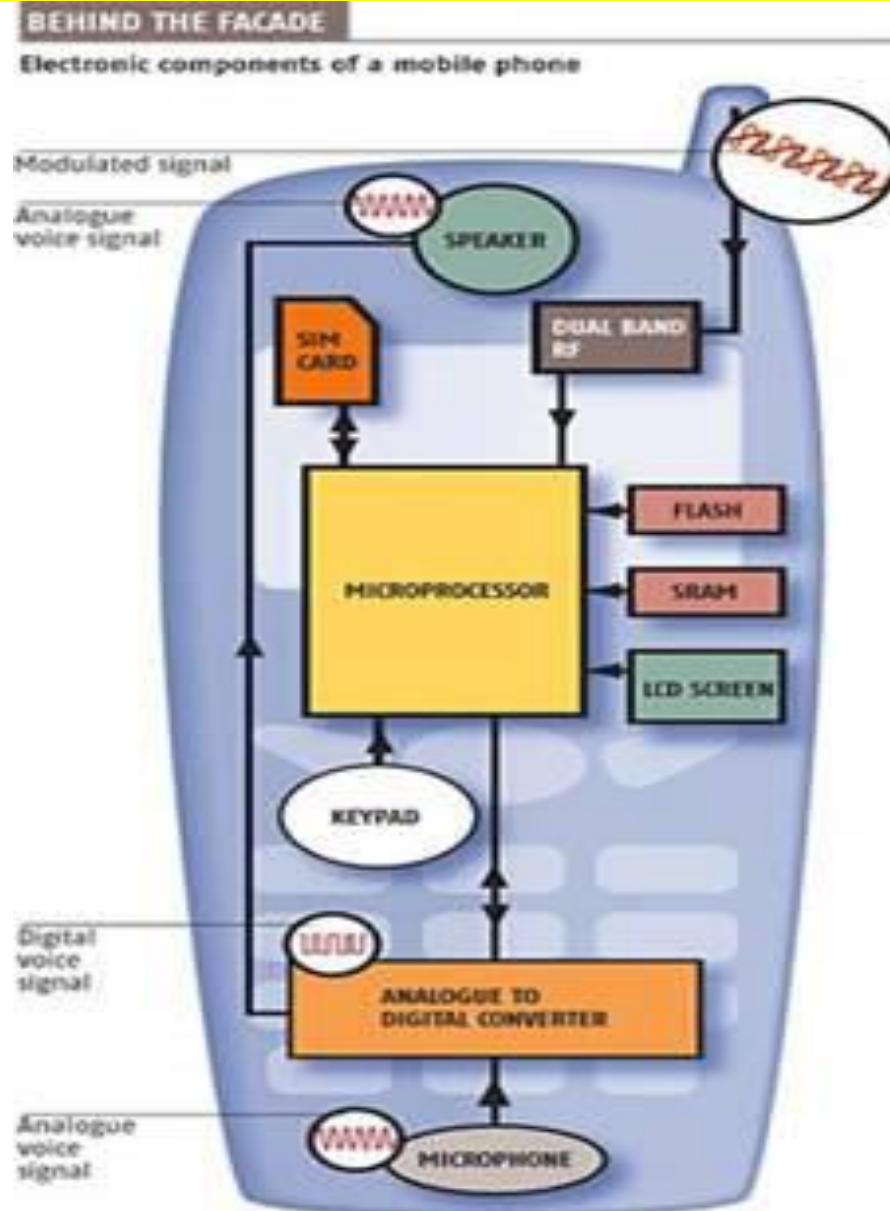 BEHIND THE FACADE
Electronic components of a mobile phone
Modulated signal
Analogue
voice signal
SPEAKER
SIM
CARD
DUAL BAND
RF
FLASH
MICROPROCESSOR
SRAM
LCD SCREEN
KEYPAD
Digital
voice
signal
ANALOGUE TO
DIGITAL CONVERTER
Analogue
voice
signal
MICROPHONE